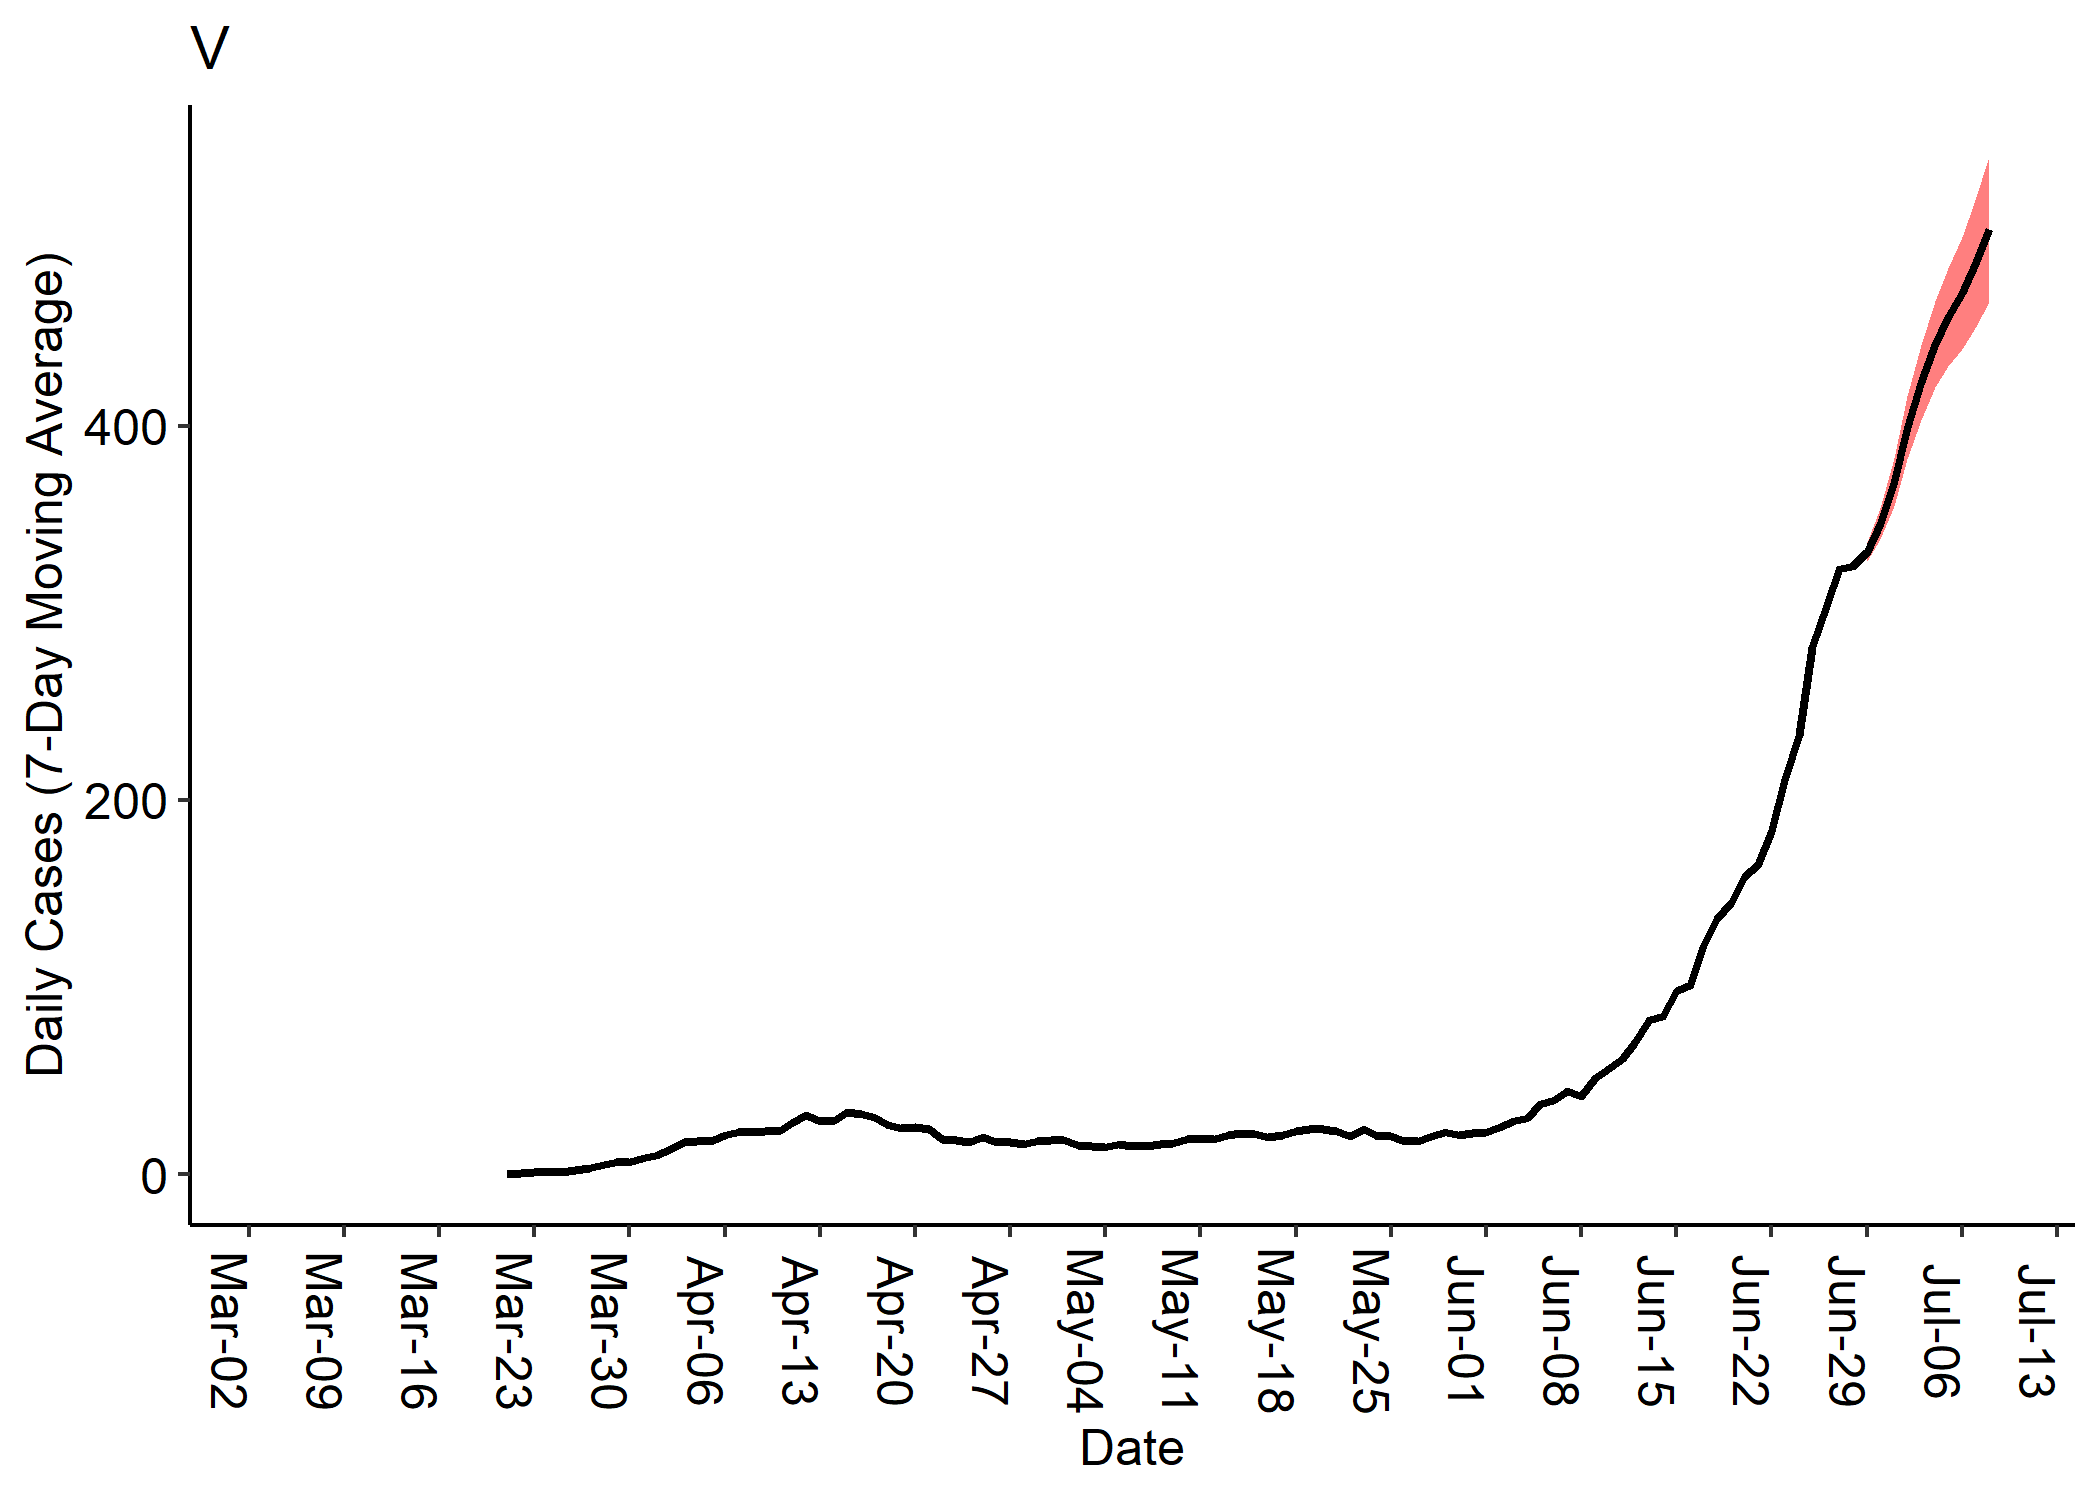 V
Daily Cases (7-Day Moving Average)
400
200
0
Mar-02
Mar-09
Mar-16
Mar-23
Mar-30
Apr-06
Apr-13
Apr-20
Apr-27
May-04
May-11
May-18
May-25
Jun-01
Jun-08
Jun-15
Jun-22
Jun-29
Jul-06
Jul-13
Date